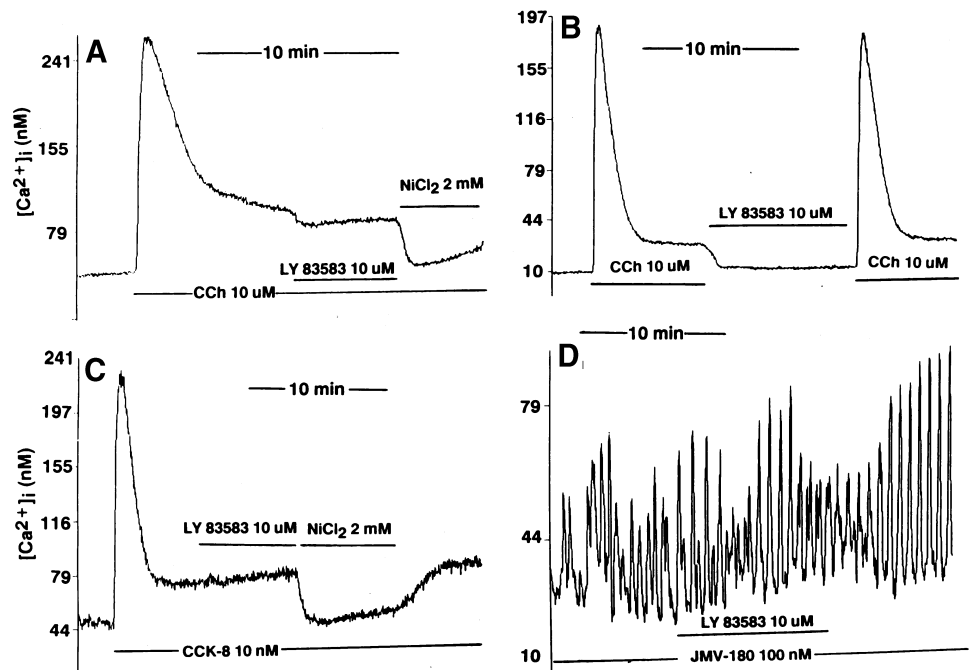 A
10 min
241
155
79
[Ca2+]i (nM)
NiCl2 2 mM
LY 83583 10 uM
CCh 10 uM
B
197
155
116
79
44
10
10 min
LY 83583 10 uM
CCh 10 uM
CCh 10 uM
C
241
197
155
116
79
44
[Ca2+]i (nM)
10 min
LY 83583 10 uM
NiCl2 2 mM
CCK-8 10 nM
D
10 min
79
44
10
LY 83583 10 uM
JMV-180 100 nM